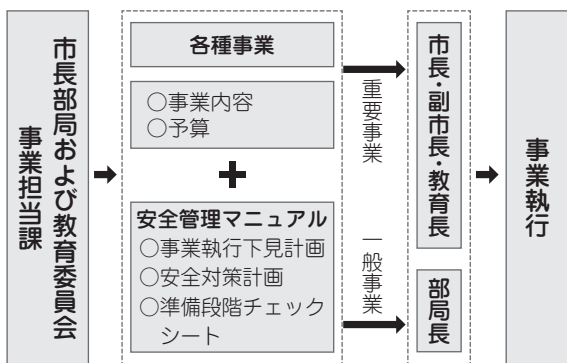 市長部局および教育委員会
事業担当課
各種事業
○事業内容
○予算
+
安全管理マニュアル
○事業執行下見計画
○安全対策計画
○準備段階チェック
シート
重要事業
一般事業
市長・副市長・教育長
部局長
事業執行